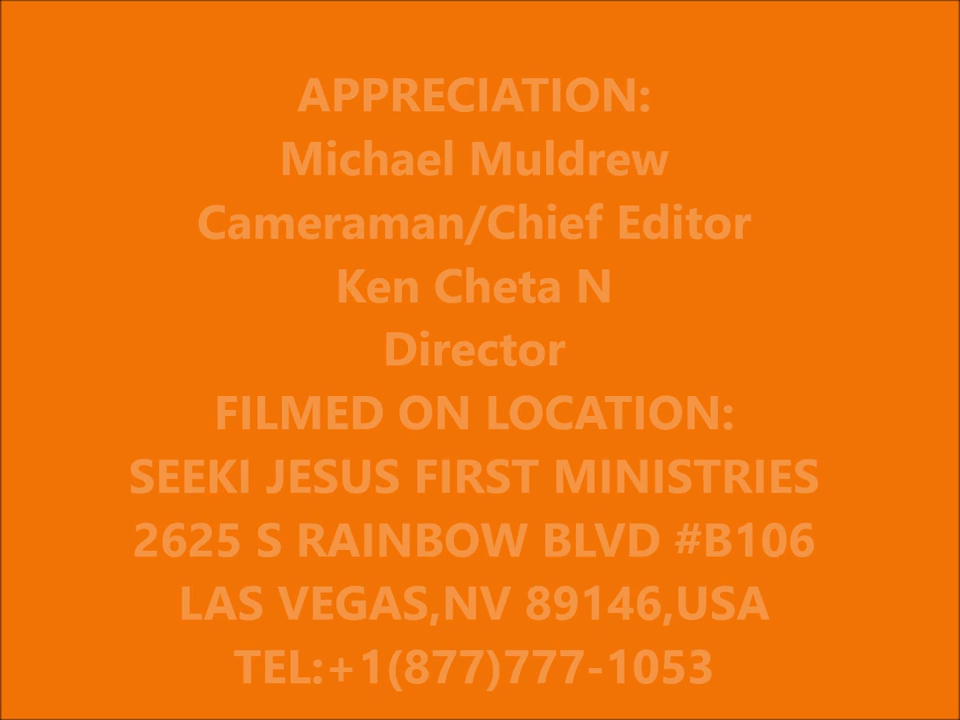 APPRECIATION:
Michael Muldrew
Cameraman/Chief Editor
Ken Cheta N
Director
FILMED ON LOCATION:
SEEKI JESUS FIRST MINISTRIES
2625 S RAINBOW BLVD #B106
LAS VEGAS,NV 89146,USA
TEL:+1(877)777-1053